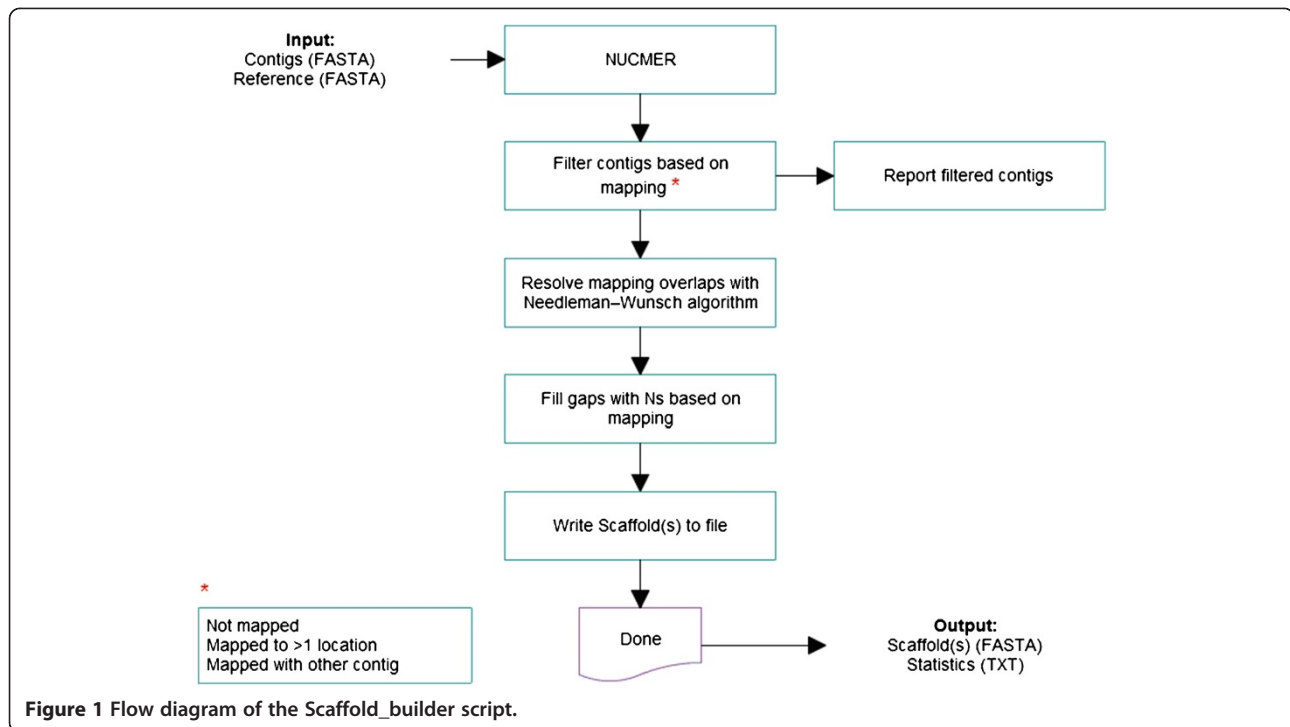 Input:
Contigs (FASTA)
Reference (FASTA)
NUCMER
Filter contigs based on
mapping *
Report filtered contigs
Resolve mapping overlaps with
Needleman–Wunsch algorithm
Fill gaps with Ns based on
mapping
Write Scaffold(s) to file
*
Not mapped
Mapped to >1 location
Mapped with other contig
Done
Output:
Scaffold(s) (FASTA)
Statistics (TXT)
Figure 1 Flow diagram of the Scaffold_builder script.